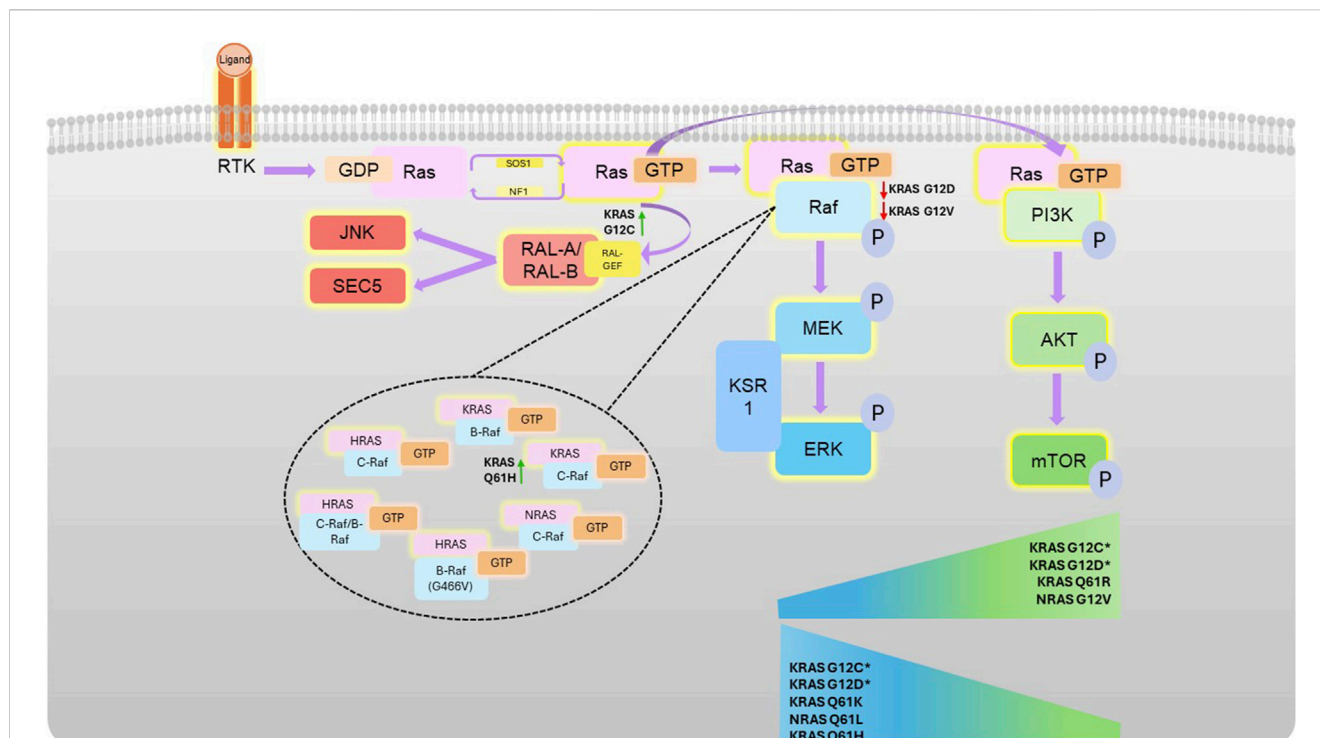 Ligand
RTK
GDP
Ras
SOS1
NF1
Ras
GTP
Ras
GTP
Raf
P
KRAS G12D
KRAS G12V
Ras
GTP
PI3K
P
KRAS
G12C
JNK
SEC5
RAL-A/
RAL-B
RAL-
GEF
MEK
P
KSR
1
ERK
P
AKT
P
mTOR
P
KRAS
B-Raf
GTP
HRAS
C-Raf
GTP
KRAS
Q61H
KRAS
C-Raf
GTP
HRAS
C-Raf/B-
Raf
GTP
NRAS
C-Raf
GTP
HRAS
B-Raf
(G466V)
GTP
KRAS G12C*
KRAS G12D*
KRAS Q61R
NRAS G12V
KRAS G12C*
KRAS G12D*
KRAS Q61K
NRAS Q61L
KRAS Q61H